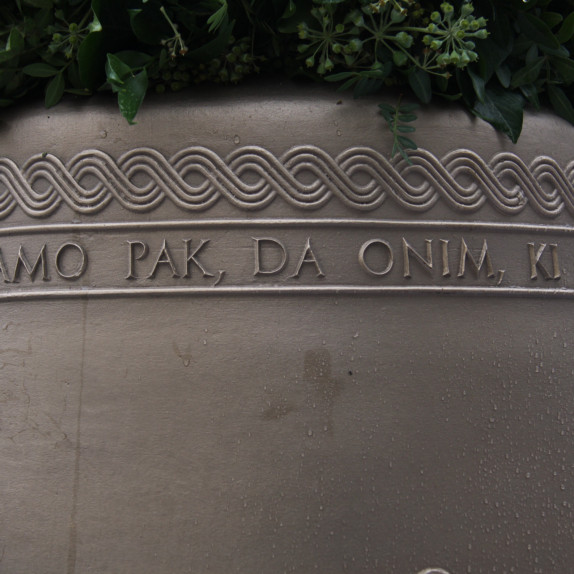 AMO PAK, DA ONIM, KI